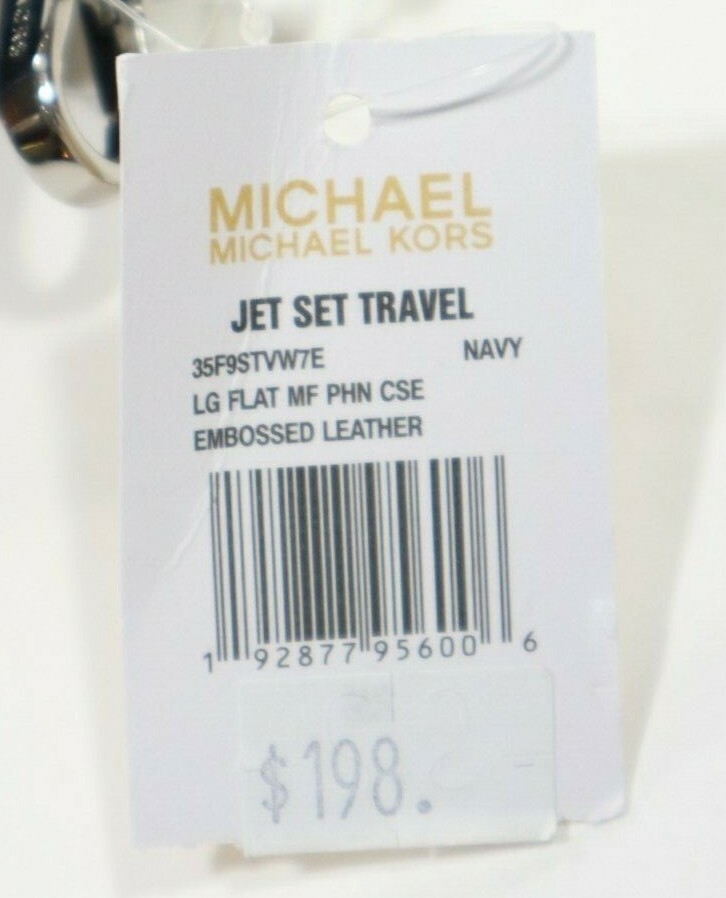 MICHAEL
MICHAEL KORS
JET SET TRAVEL
35F9STVW7E NAVY
LG FLAT MF PHN CSE
EMBOSSED LEATHER
1 92877 95600 6
$198.